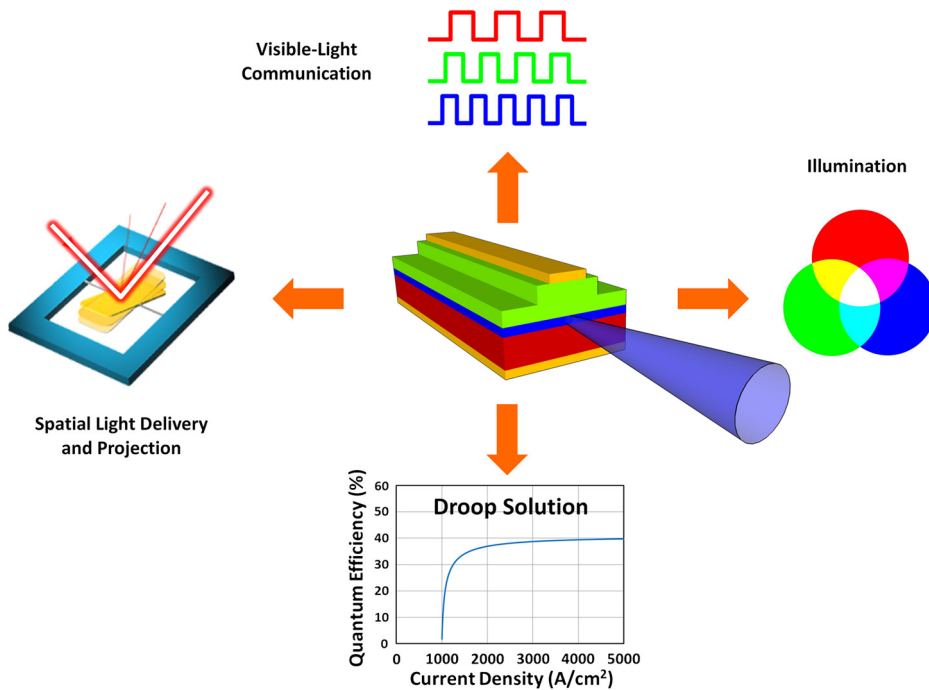 Visible-Light
Communication
Illumination
Spatial Light Delivery
and Projection
Droop Solution
Quantum Efficiency (%)
60
50
40
30
20
10
0
0 1000 2000 3000 4000 5000
Current Density (A/cm²)